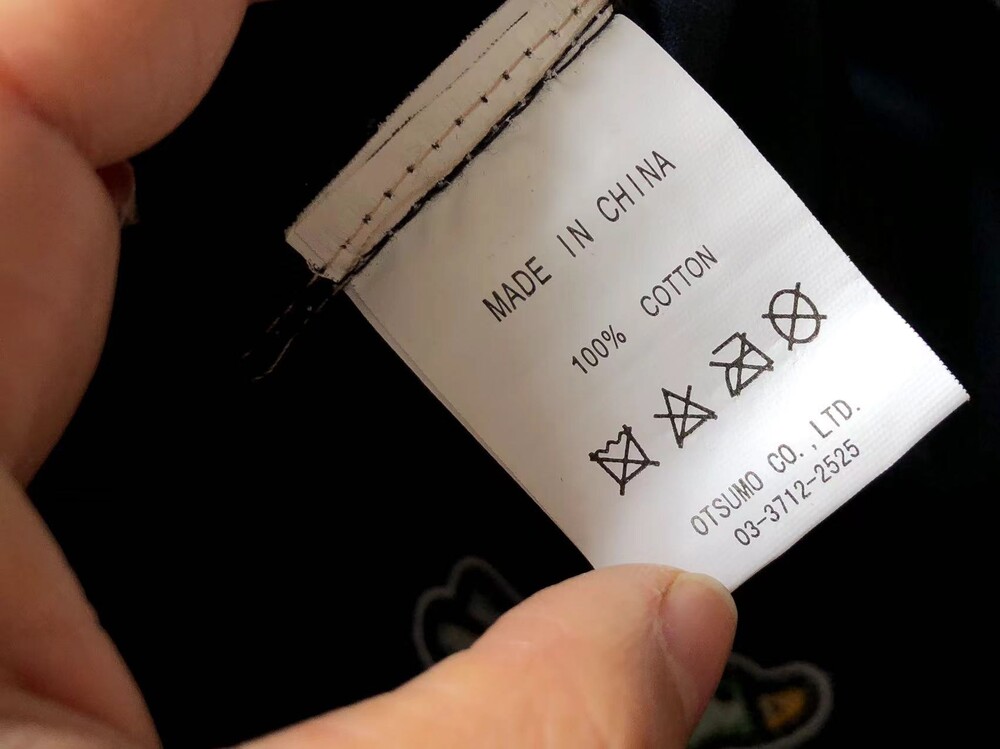 MADE IN CHINA
100% COTTON
OTSUMO CO.,LTD.
03-3712-2525